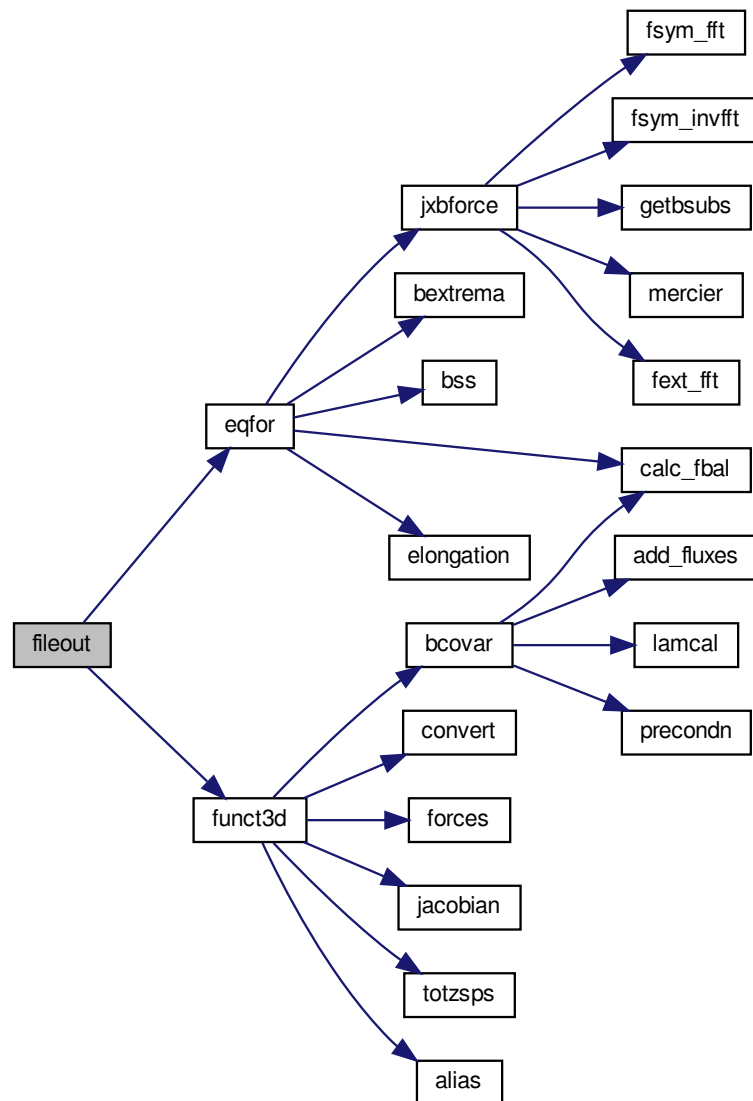 fsym_fft
fsym_invfft
jxbforce
getbsubs
bextrema
mercier
bss
fext_fft
eqfor
calc_fbal
elongation
add_fluxes
fileout
bcovar
lamcal
convert
precondn
funct3d
forces
jacobian
totzsps
alias